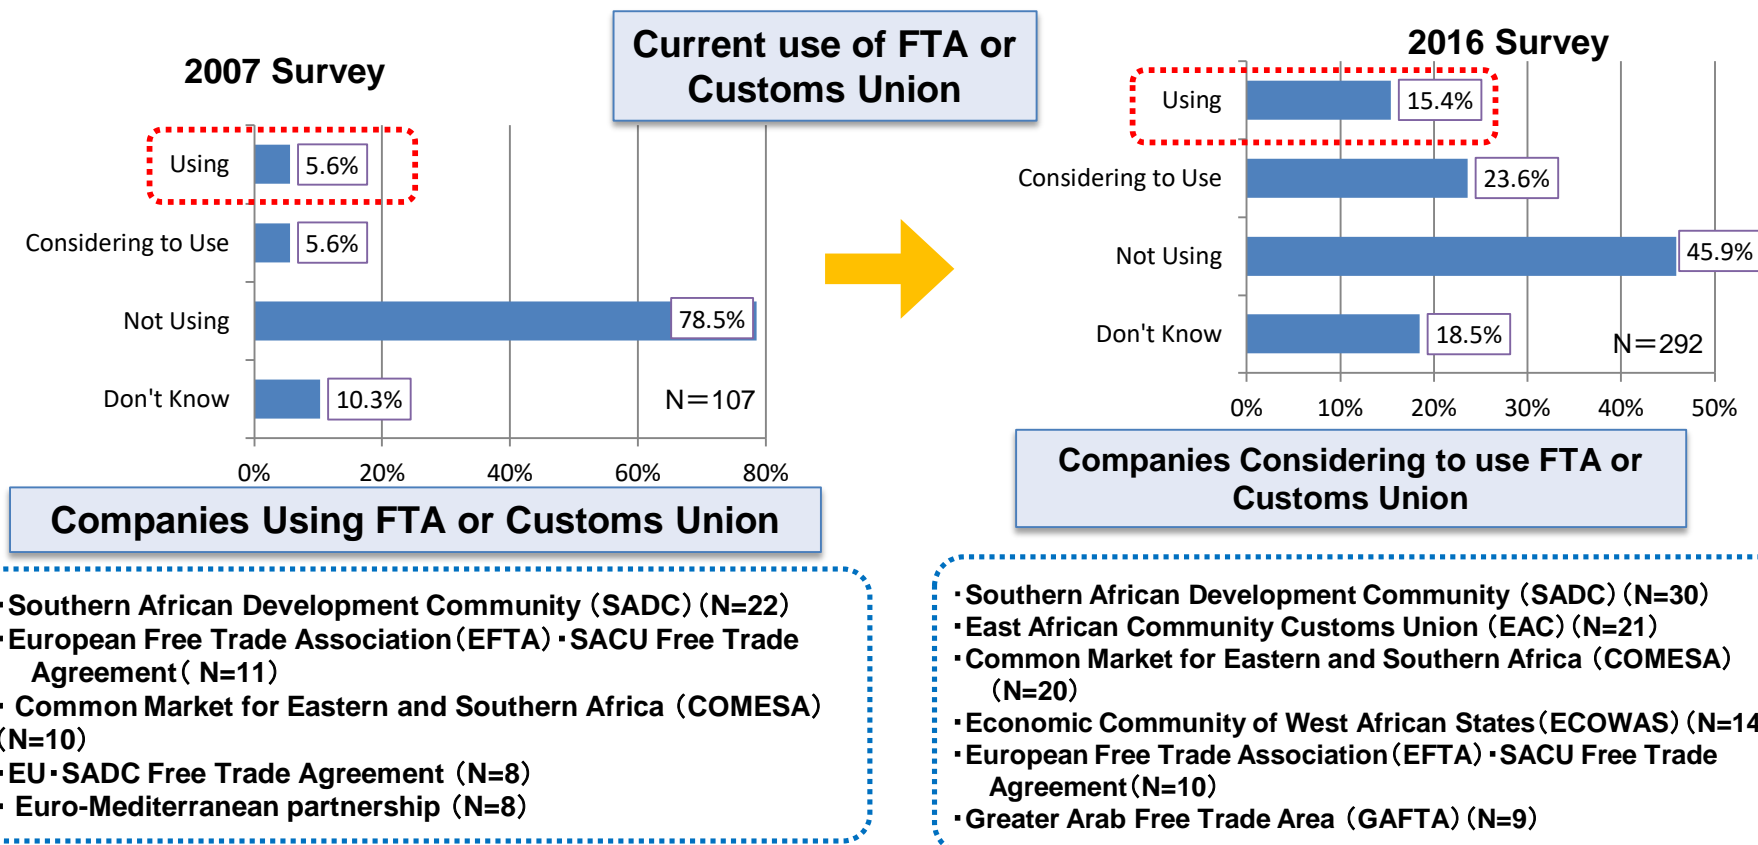 Current use of FTA or
Customs Union
2007 Survey
Using
5.6%
Considering to Use
5.6%
Not Using
78.5%
Don't Know
10.3%
N=107
0% 20% 40% 60% 80%
2016 Survey
Using
15.4%
Considering to Use
23.6%
Not Using
45.9%
Don't Know
18.5%
N=292
0% 10% 20% 30% 40% 50%
Companies Using FTA or Customs Union
・Southern African Development Community (SADC) (N=22)
・European Free Trade Association(EFTA)・SACU Free Trade
Agreement( N=11)
・ Common Market for Eastern and Southern Africa (COMESA)
(N=10)
・EU・SADC Free Trade Agreement (N=8)
・ Euro-Mediterranean partnership (N=8)
Companies Considering to use FTA or
Customs Union
・Southern African Development Community (SADC) (N=30)
・East African Community Customs Union (EAC) (N=21)
・Common Market for Eastern and Southern Africa (COMESA)
(N=20)
・Economic Community of West African States(ECOWAS) (N=14
・European Free Trade Association(EFTA)・SACU Free Trade
Agreement(N=10)
・Greater Arab Free Trade Area (GAFTA) (N=9)